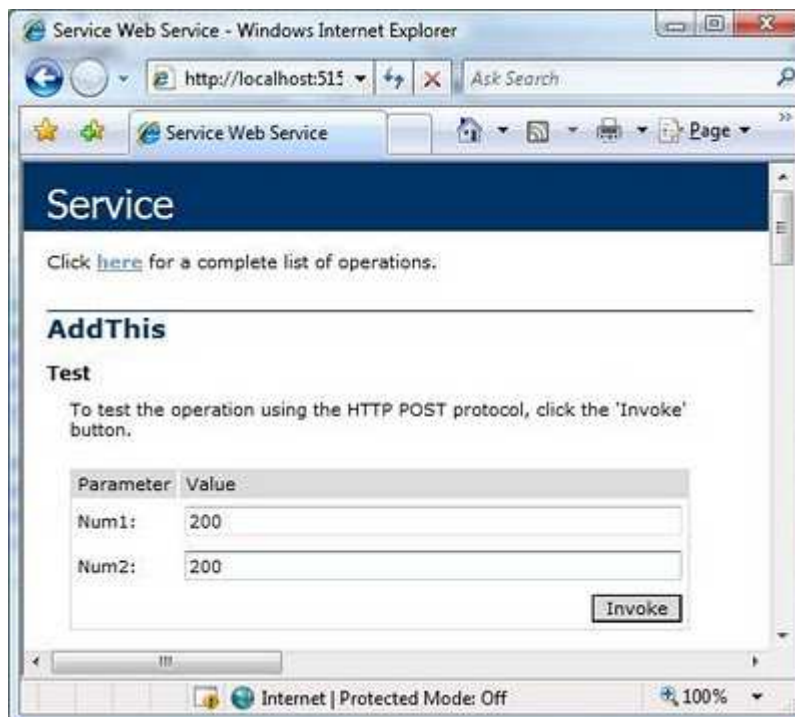 Service Web Service - Windows Internet Explorer
http://localhost:515 Ask Search
Service Web Service Page
Service
Click here for a complete list of operations.
AddThis
Test
To test the operation using the HTTP POST protocol, click the 'Invoke'
button.
Parameter Value
Num1: 200
Num2: 200
Invoke
Internet | Protected Mode: Off 100%